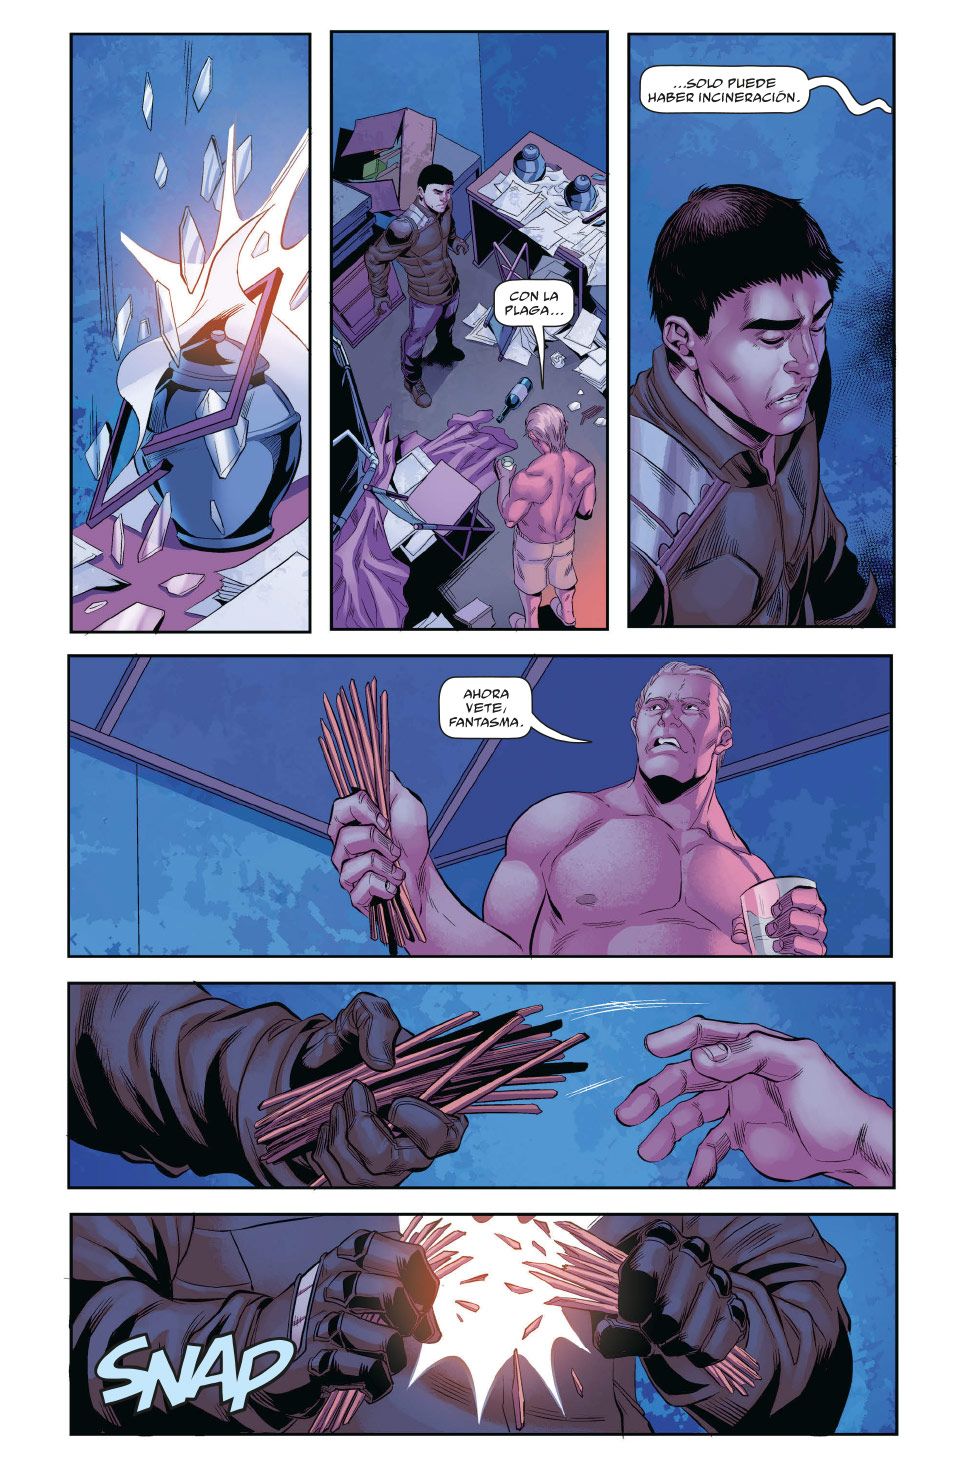 CON LA
PLAGA...
...SOLO PUEDE
HABER INCINERACIÓN.
AHORA
VETE,
FANTASMA.
SNAP